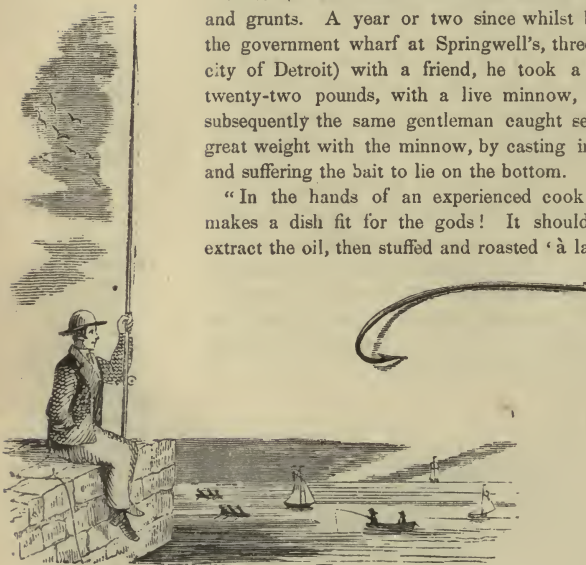 and grunts. A year or two since whilst
the government wharf at Springwell's, three
city of Detroit) with a friend, he took a
twenty-two pounds, with a live minnow,
subsequently the same gentleman caught se
great weight with the minnow, by casting in
and suffering the bait to lie on the bottom.
"In the hands of an experienced cook
makes a dish fit for the gods! It should
extract the oil, then stuffed and roasted 'à la